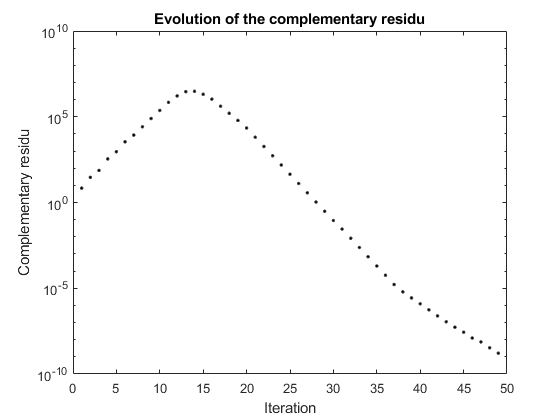 Evolution of the complementary residu
10^10
10^5
10^0
10^-5
10^-10
Complementary residu
0 5 10 15 20 25 30 35 40 45 50
Iteration